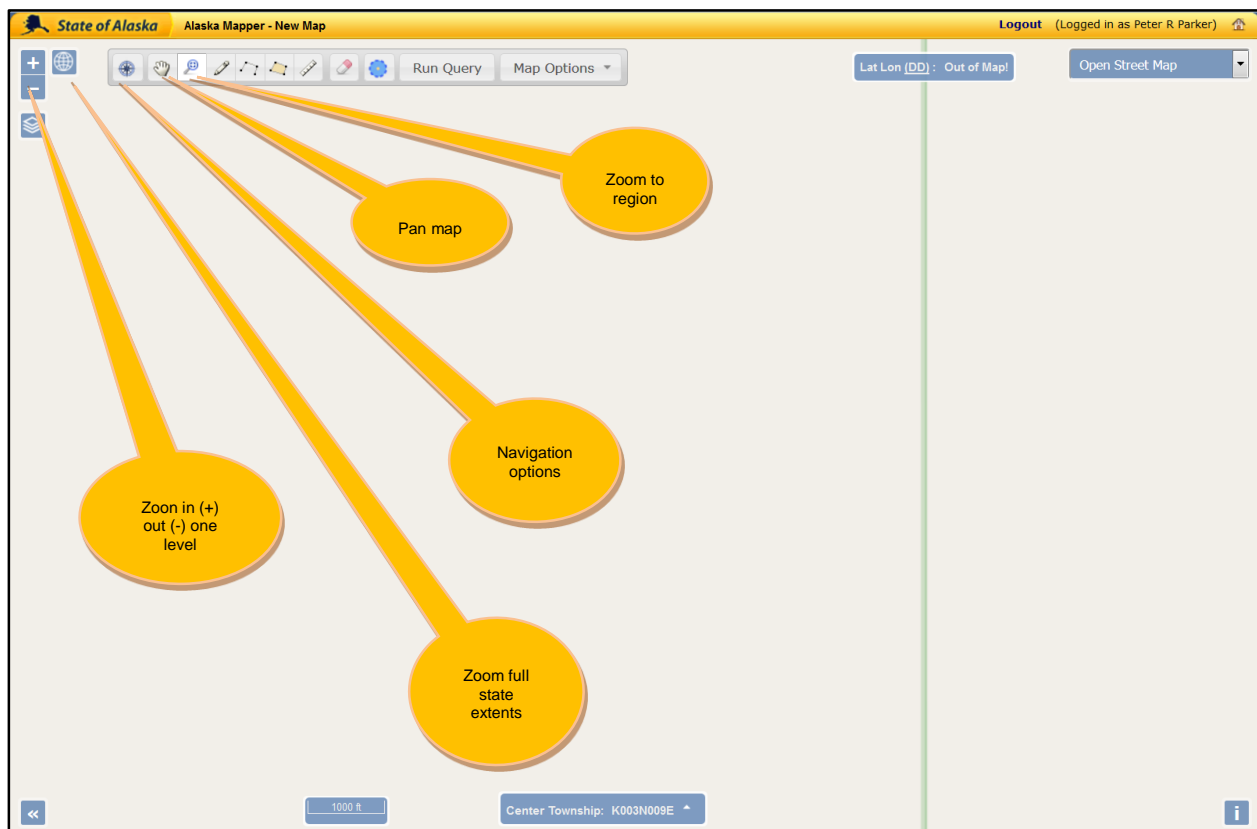 State of Alaska
Alaska Mapper - New Map
Logout (Logged in as Peter R Parker)
+
−
Run Query
Map Options
Lat Lon (DD) : Out of Map!
Open Street Map
Zoom to
region
Pan map
Navigation
options
Zoon in (+)
out (-) one
level
Zoom full
state
extents
«
1000 ft
Center Township: K003N009E
i